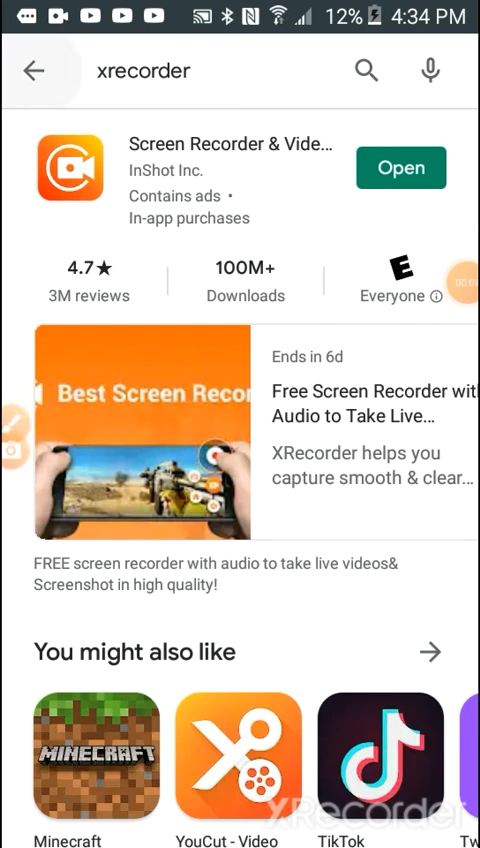 12% 4:34 PM
xrecorder
Screen Recorder & Vide...
InShot Inc.
Open
Contains ads •
In-app purchases
4.7★
100M+
E
3M reviews
Downloads
Everyone
Best Screen Recor
Ends in 6d
Free Screen Recorder wit
Audio to Take Live...
XRecorder helps you
capture smooth & clear...
FREE screen recorder with audio to take live videos&
Screenshot in high quality!
You might also like
MINECRAFT
XRecorder
Minecraft
YouCut - Video
TikTok
Tw